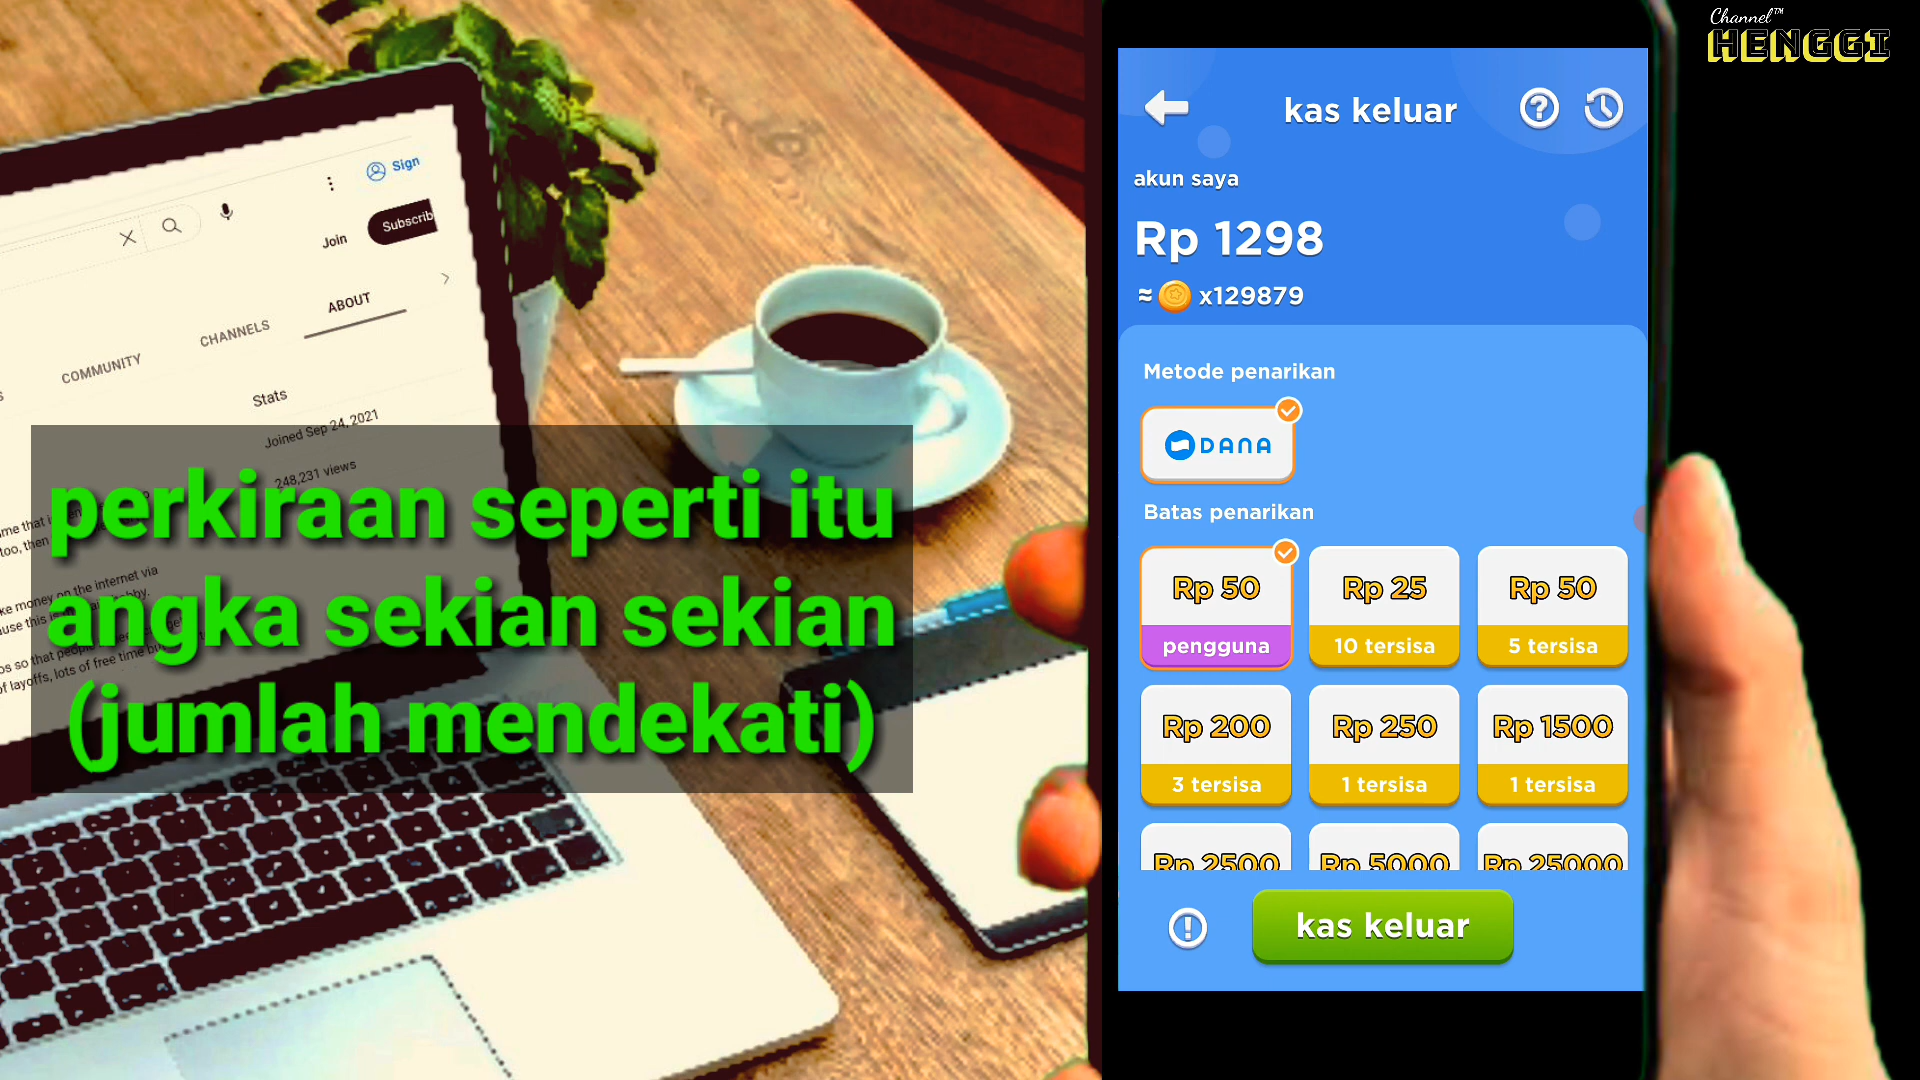 Channel™
HENGGI
Sign
Join
Subscrib
ABOUT
CHANNELS
COMMUNITY
Stats
Joined Sep 24, 2021
248,231 views
perkiraan seperti itu
angka sekian sekian
(jumlah mendekati)
kas keluar
akun saya
Rp 1298
≈ x129879
Metode penarikan
DANA
Batas penarikan
Rp 50
pengguna
Rp 25
10 tersisa
Rp 50
5 tersisa
Rp 200
3 tersisa
Rp 250
1 tersisa
Rp 1500
1 tersisa
Rp 2500
Rp 5000
Rp 25000
kas keluar